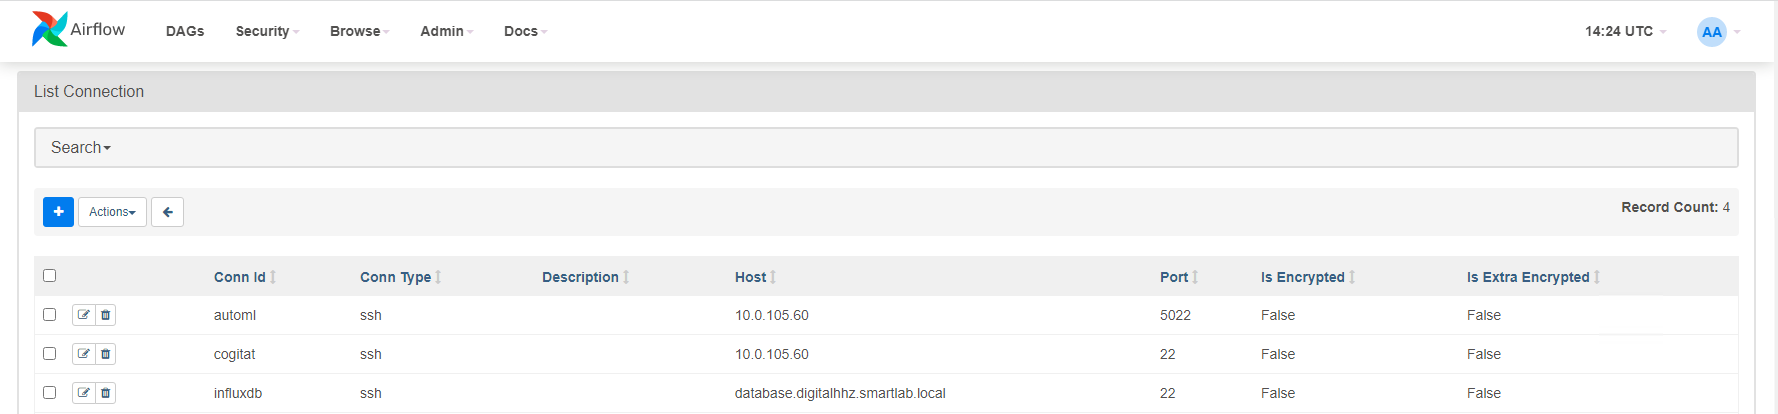 Airflow DAGs Security Browse Admin Docs 14:24 UTC AA
List Connection
Search
+ Actions Record Count: 4
Conn Id Conn Type Description Host Port Is Encrypted Is Extra Encrypted
automl ssh 10.0.105.60 5022 False False
cogitat ssh 10.0.105.60 22 False False
influxdb ssh database.digitalhhz.smartlab.local 22 False False